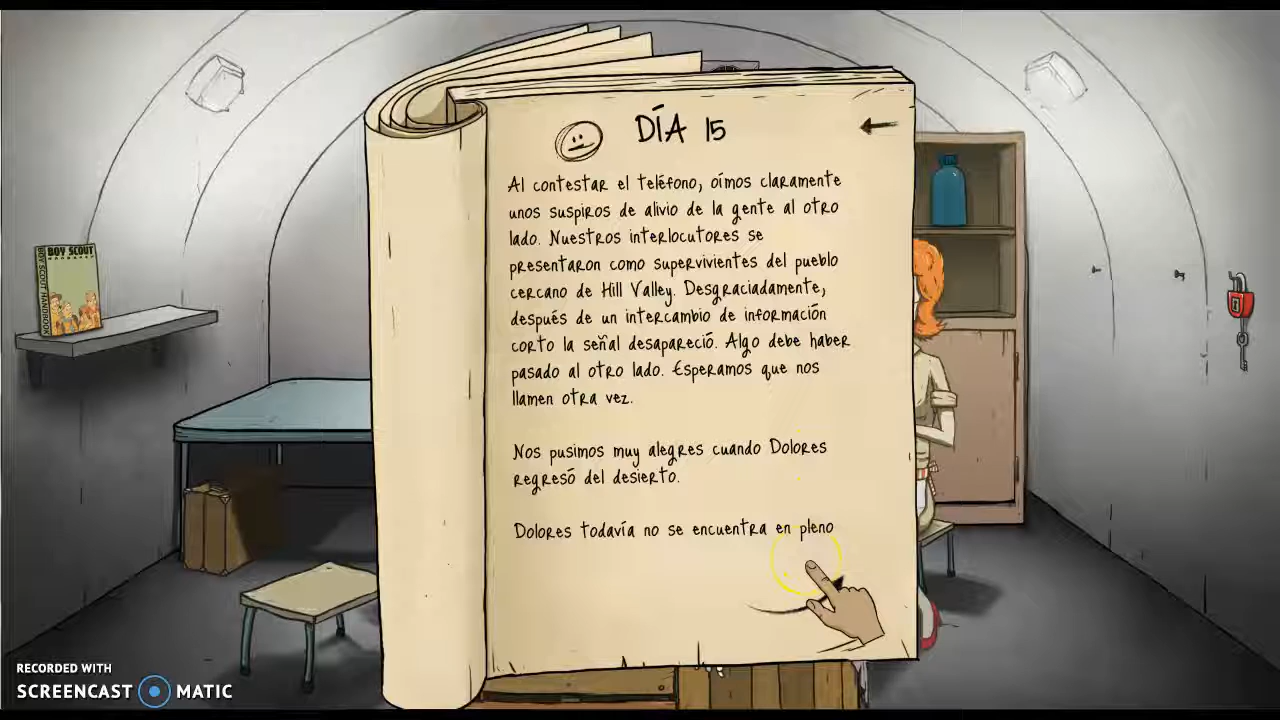 DÍA 15
Al contestar el teléfono, oímos claramente
unos suspiros de alivio de la gente al otro
lado. Nuestros interlocutores se
presentaron como supervivientes del pueblo
cercano de Hill Valley. Desgraciadamente,
después de un intercambio de información
corto la señal desapareció. Algo debe haber
pasado al otro lado. Esperamos que nos
llamen otra vez.
Nos pusimos muy alegres cuando Dolores
regresó del desierto.
Dolores todavía no se encuentra en pleno
BOY SCOUT
BOY SCOUT HANDBOOK
RECORDED WITH
SCREENCAST MATIC